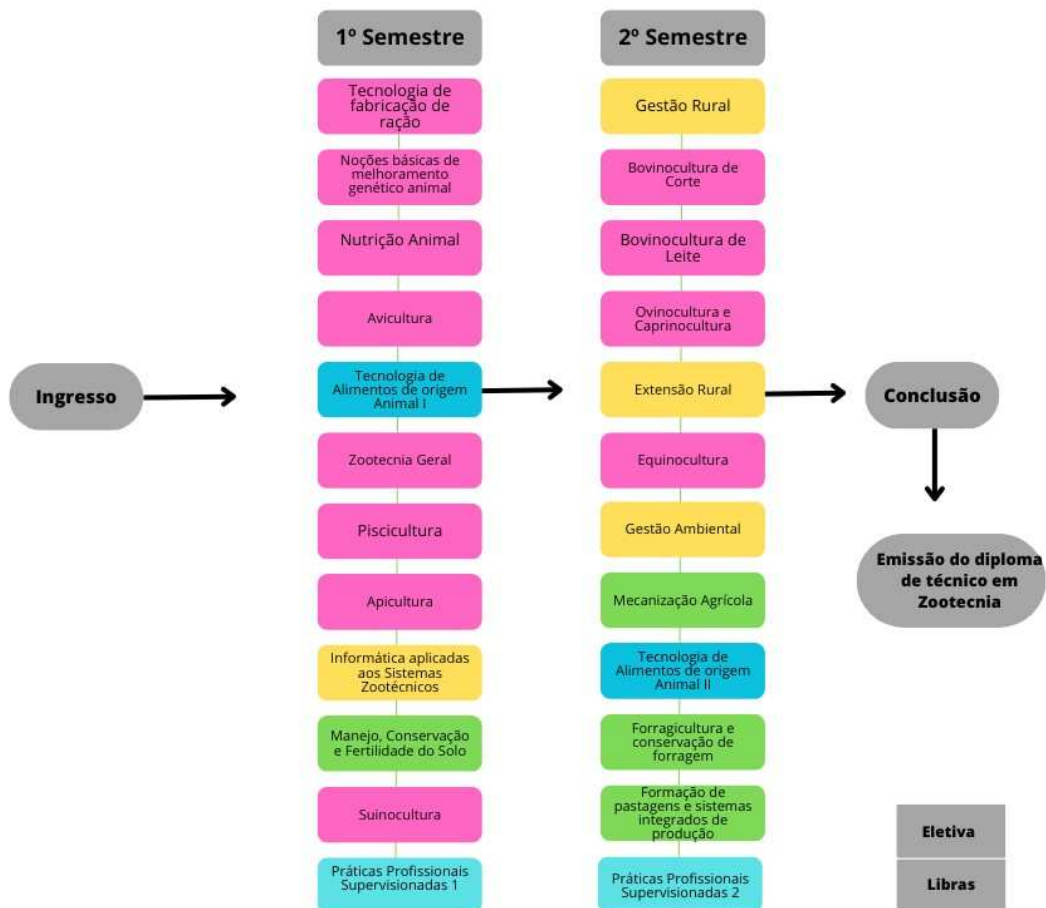 1º Semestre
2º Semestre
Tecnologia de
fabricação de
ração
Gestão Rural
Noções básicas de
melhoramento
genético animal
Bovinocultura de
Corte
Nutrição Animal
Bovinocultura de
Leite
Avicultura
Ovinocultura e
Caprinocultura
Ingresso
Tecnologia de
Alimentos de origem
Animal I
Extensão Rural
Conclusão
Zootecnia Geral
Equinocultura
Piscicultura
Gestão Ambiental
Emissão do diploma
de técnico em
Zootecnia
Apicultura
Mecanização Agrícola
Informática aplicadas
aos Sistemas
Zootécnicos
Tecnologia de
Alimentos de origem
Animal II
Manejo, Conservação
e Fertilidade do Solo
Forragicultura e
conservação de
forragem
Suinocultura
Formação de
pastagens e sistemas
integrados de
produção
Eletiva
Práticas Profissionais
Supervisionadas 1
Práticas Profissionais
Supervisionadas 2
Libras